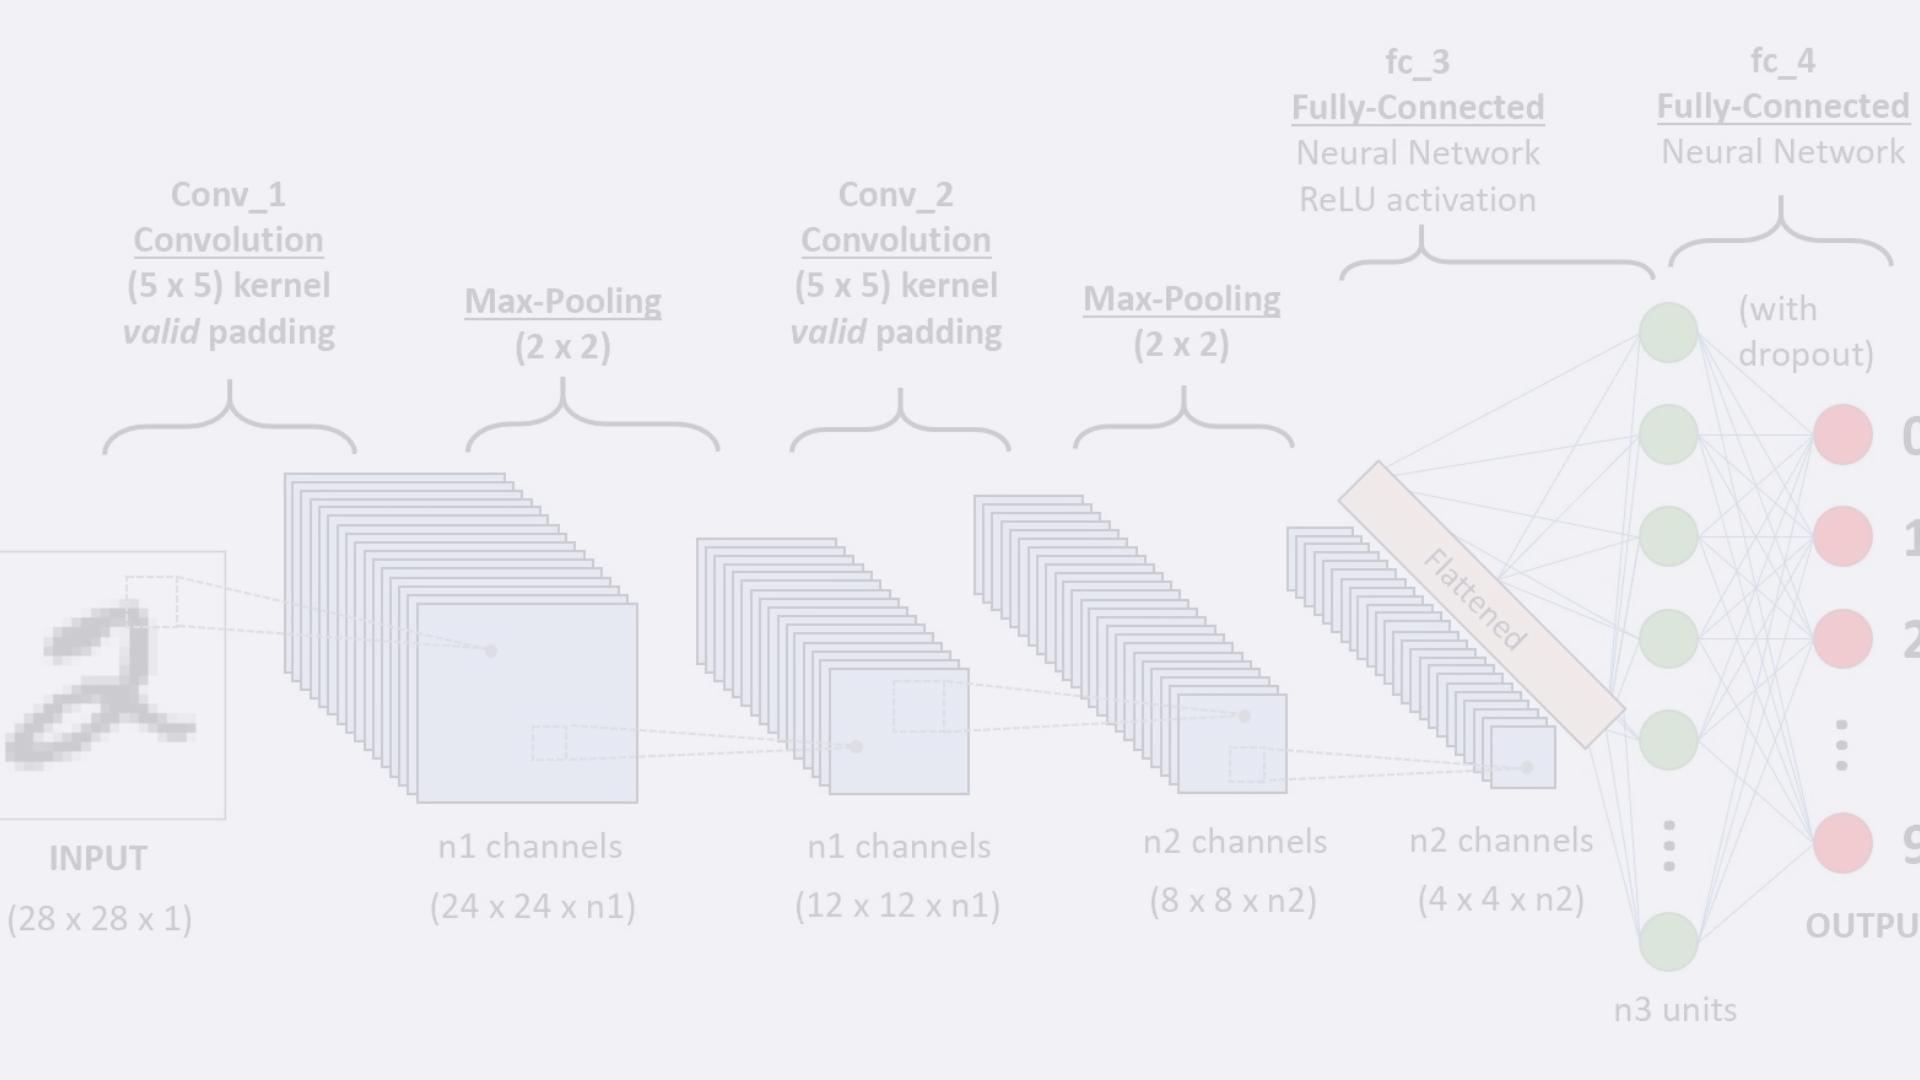 fc_3
Fully-Connected
Neural Network
ReLU activation
fc_4
Fully-Connected
Neural Network
Conv_1
Convolution
(5 x 5) kernel
valid padding
Max-Pooling
(2 x 2)
Conv_2
Convolution
(5 x 5) kernel
valid padding
Max-Pooling
(2 x 2)
(with
dropout)
Flattened
0
1
2
9
INPUT
(28 x 28 x 1)
n1 channels
(24 x 24 x n1)
n1 channels
(12 x 12 x n1)
n2 channels
(8 x 8 x n2)
n2 channels
(4 x 4 x n2)
OUTPU
n3 units